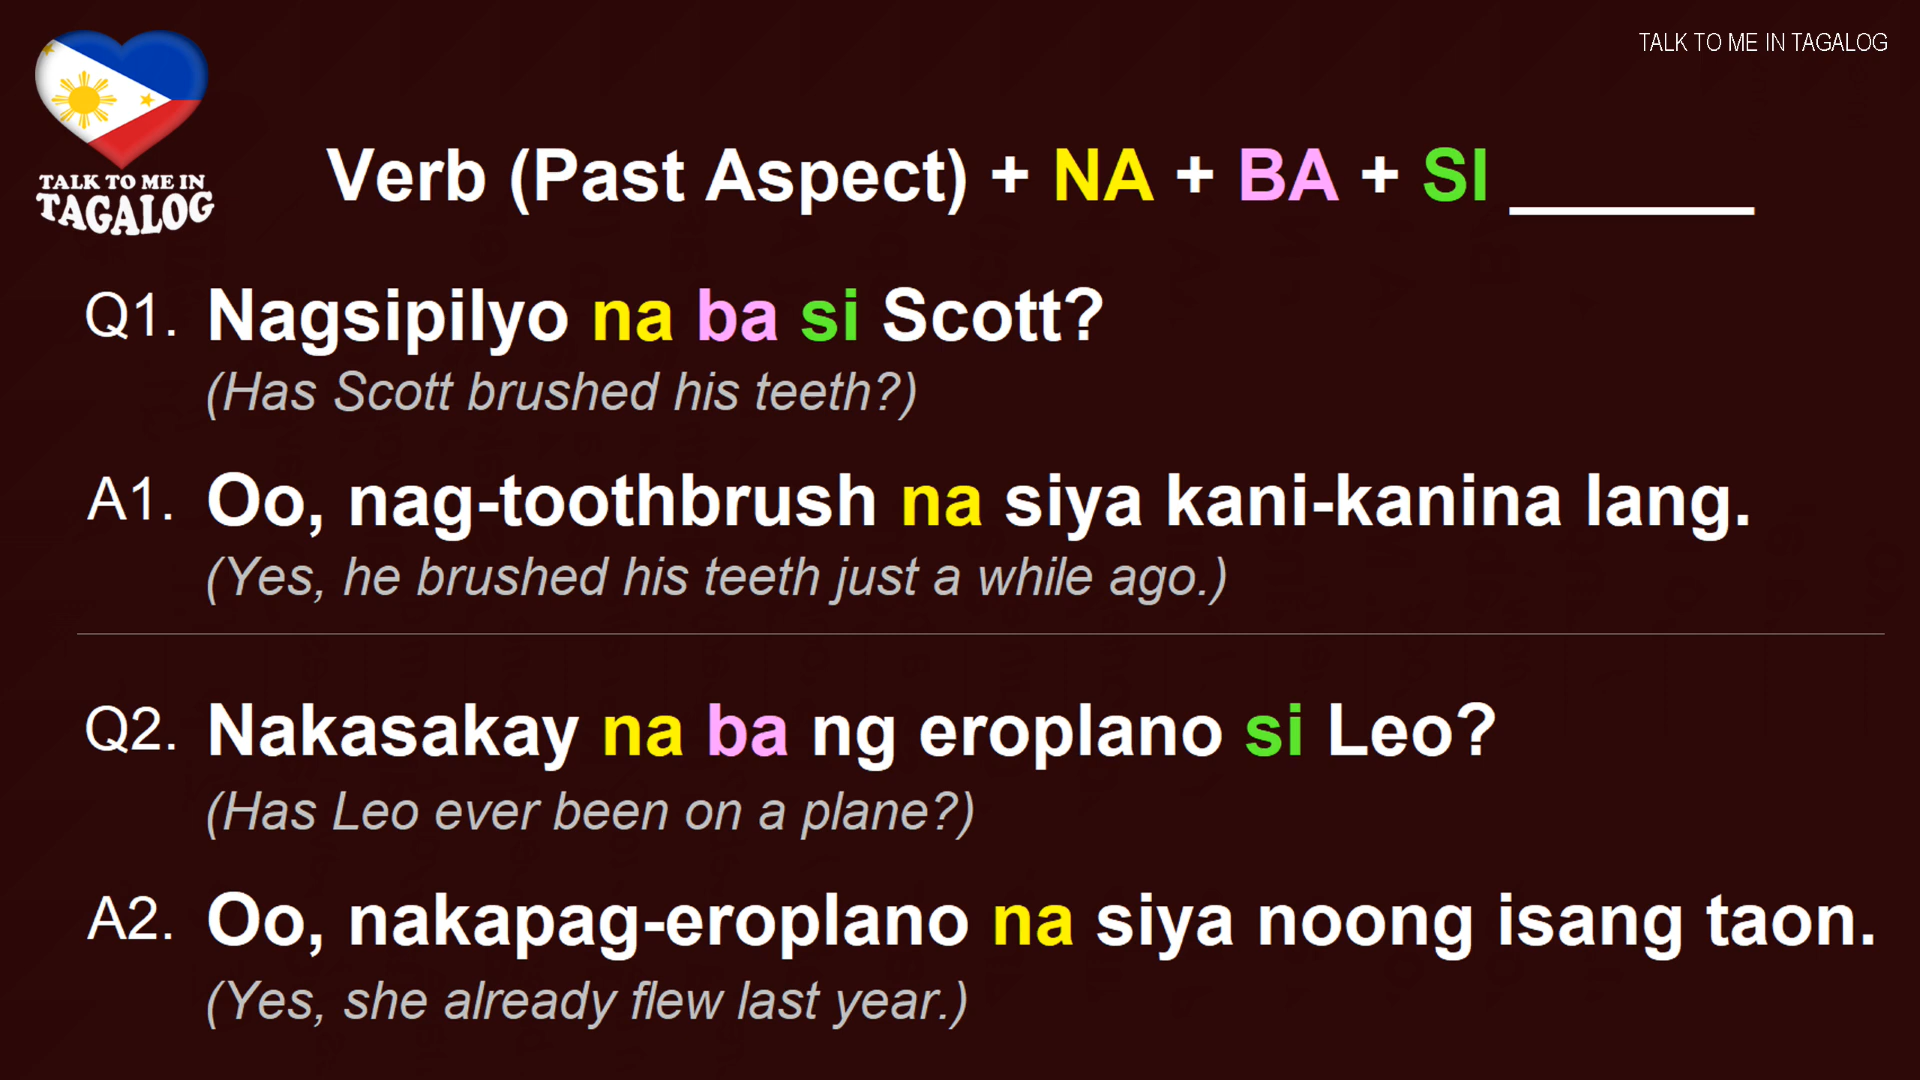 TALK TO ME IN TAGALOG
TALK TO ME IN
TAGALOG
Verb (Past Aspect) + NA + BA + SI ______
Q1. Nagsipilyo na ba si Scott?
(Has Scott brushed his teeth?)
A1. Oo, nag-toothbrush na siya kani-kanina lang.
(Yes, he brushed his teeth just a while ago.)
Q2. Nakasakay na ba ng eroplano si Leo?
(Has Leo ever been on a plane?)
A2. Oo, nakapag-eroplano na siya noong isang taon.
(Yes, she already flew last year.)